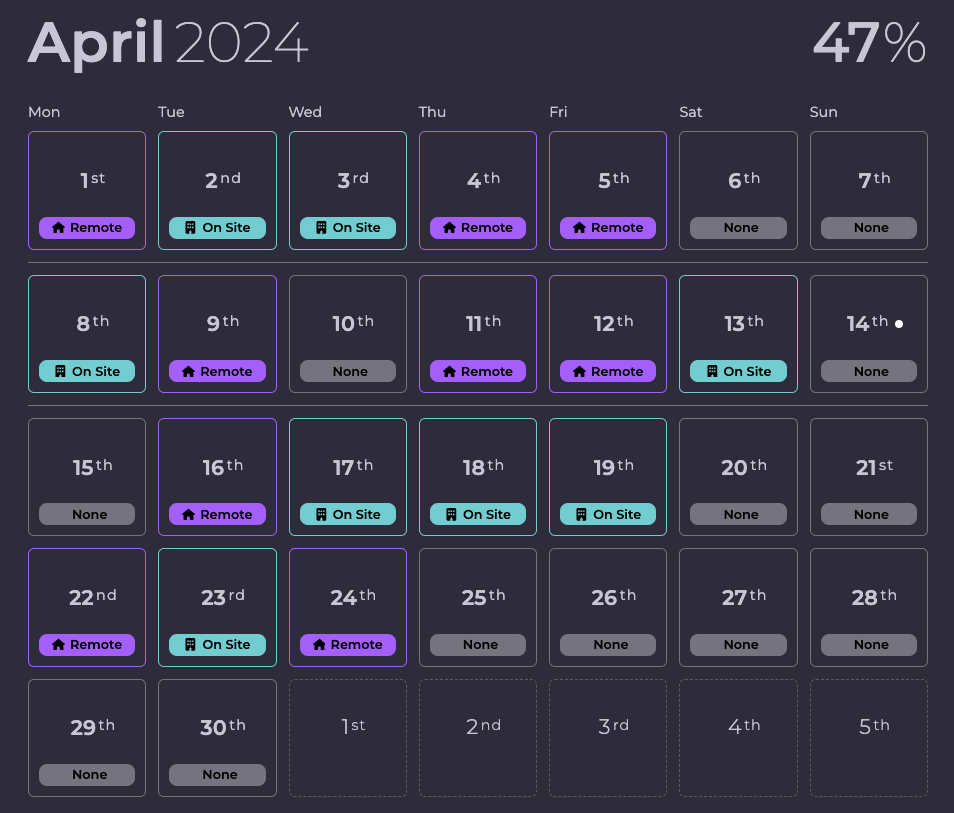 April 2024 47%
Mon Tue Wed Thu Fri Sat Sun
1st 2nd 3rd 4th 5th 6th 7th
Remote On Site On Site Remote Remote None None
8th 9th 10th 11th 12th 13th 14th
On Site Remote None Remote Remote On Site None
15th 16th 17th 18th 19th 20th 21st
None Remote On Site On Site On Site None None
22nd 23rd 24th 25th 26th 27th 28th
Remote On Site Remote None None None None
29th 30th 1st 2nd 3rd 4th 5th
None None